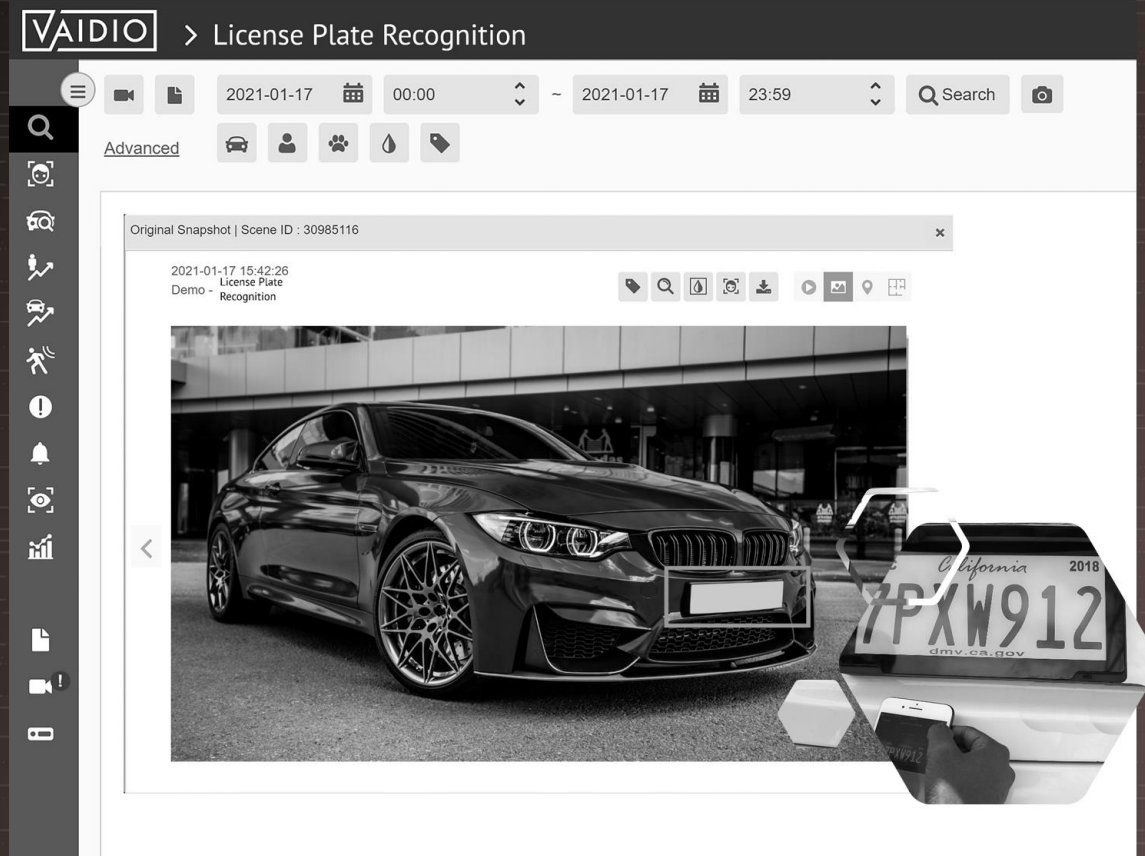 VAIDIO
License Plate Recognition
2021-01-17
00:00
~
2021-01-17
23:59
Search
Advanced
Original Snapshot | Scene ID : 30985116
2021-01-17 15:42:26
Demo - License Plate
Recognition
California
2018
7PXW912
dmv.ca.gov